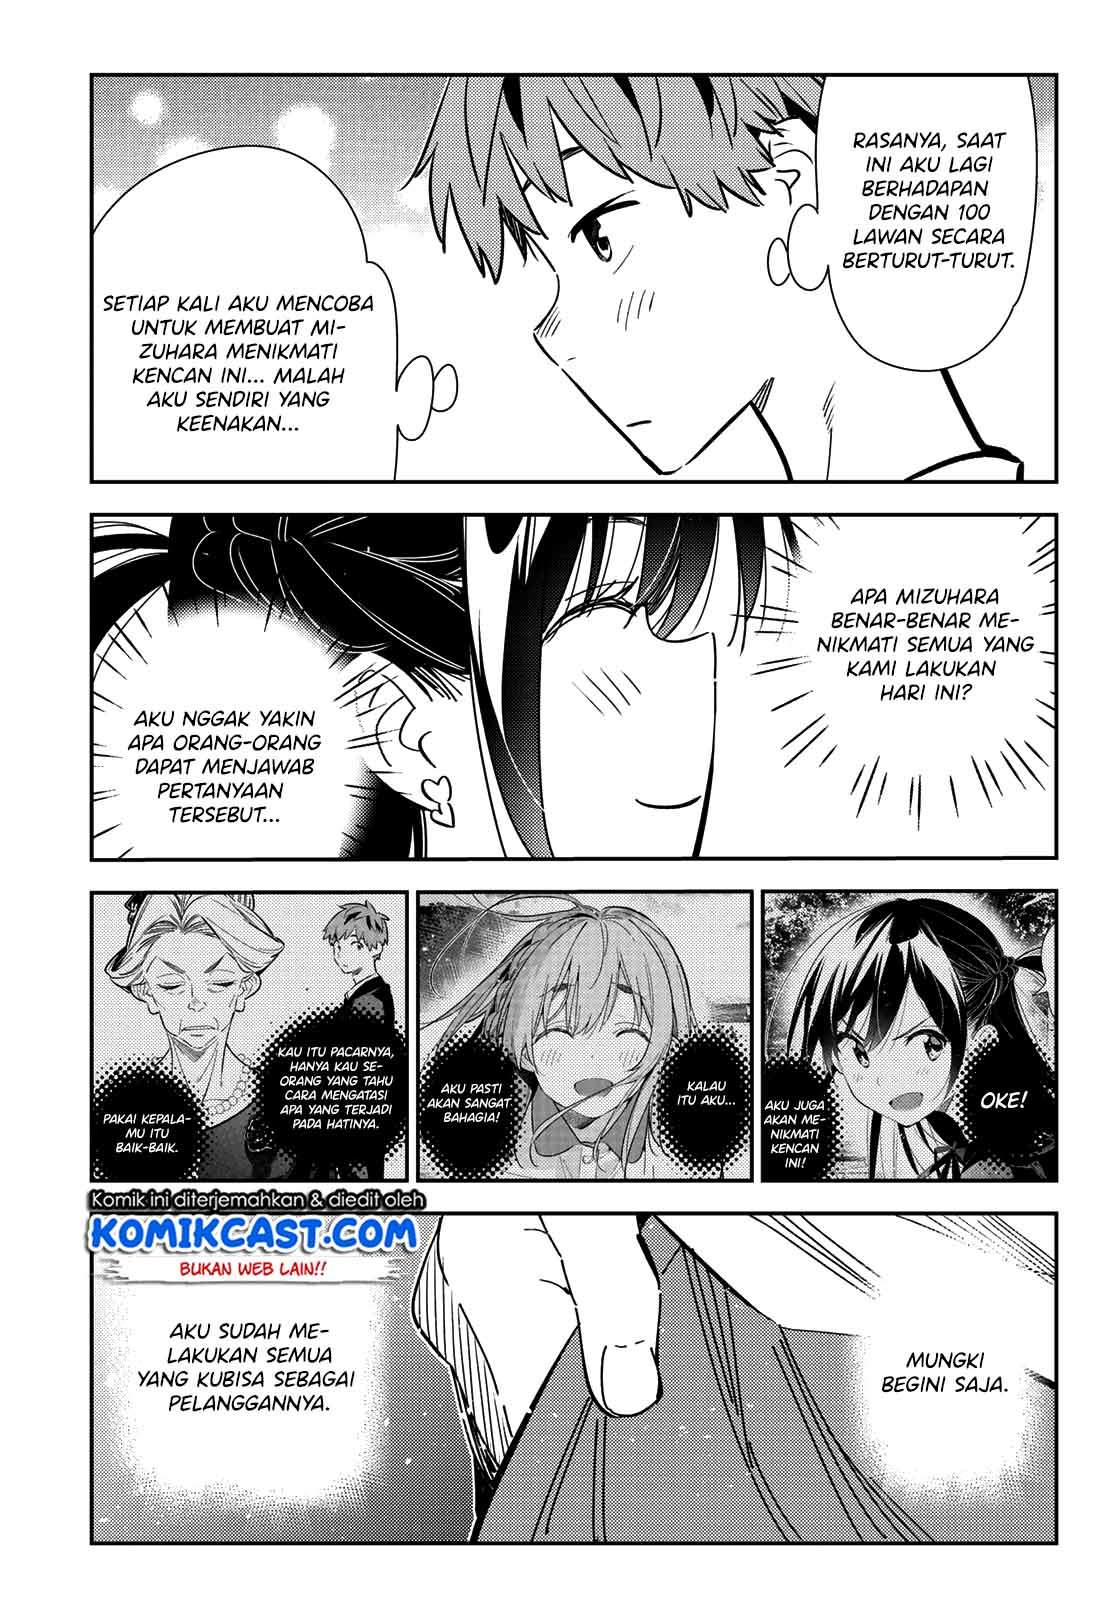 RASANYA, SAAT
INI AKU LAGI
BERHADAPAN
DENGAN 100
LAWAN SECARA
BERTURUT-TURUT.
SETIAP KALI AKU MENCOBA
UNTUK MEMBUAT MI-
ZUHARA MENIKMATI
KENCAN INI... MALAH
AKU SENDIRI YANG
KEENAKAN...
APA MIZUHARA
BENAR-BENAR ME-
NIKMATI SEMUA YANG
KAMI LAKUKAN
HARI INI?
AKU NGGAK YAKIN
APA ORANG-ORANG
DAPAT MENJAWAB
PERTANYAAN
TERSEBUT...
OKE!
AKU JUGA
AKAN ME-
NIKMATI
KENCAN
INI!
KALAU
ITU AKU...
AKU PASTI
AKAN SANGAT
BAHAGIA!
KAU ITU PACARNYA,
HANYA KAU SE-
ORANG YANG TAHU
CARA MENGATASI
APA YANG TERJADI
PADA HATINYA.
PAKAI KEPALA-
MU ITU
BAIK-BAIK.
Komik ini diterjemahkan & diedit oleh
KOMIKCAST.COM
BUKAN WEB LAIN!!
MUNGKI
BEGINI SAJA.
AKU SUDAH ME-
LAKUKAN SEMUA
YANG KUBISA SEBAGAI
PELANGGANNYA.